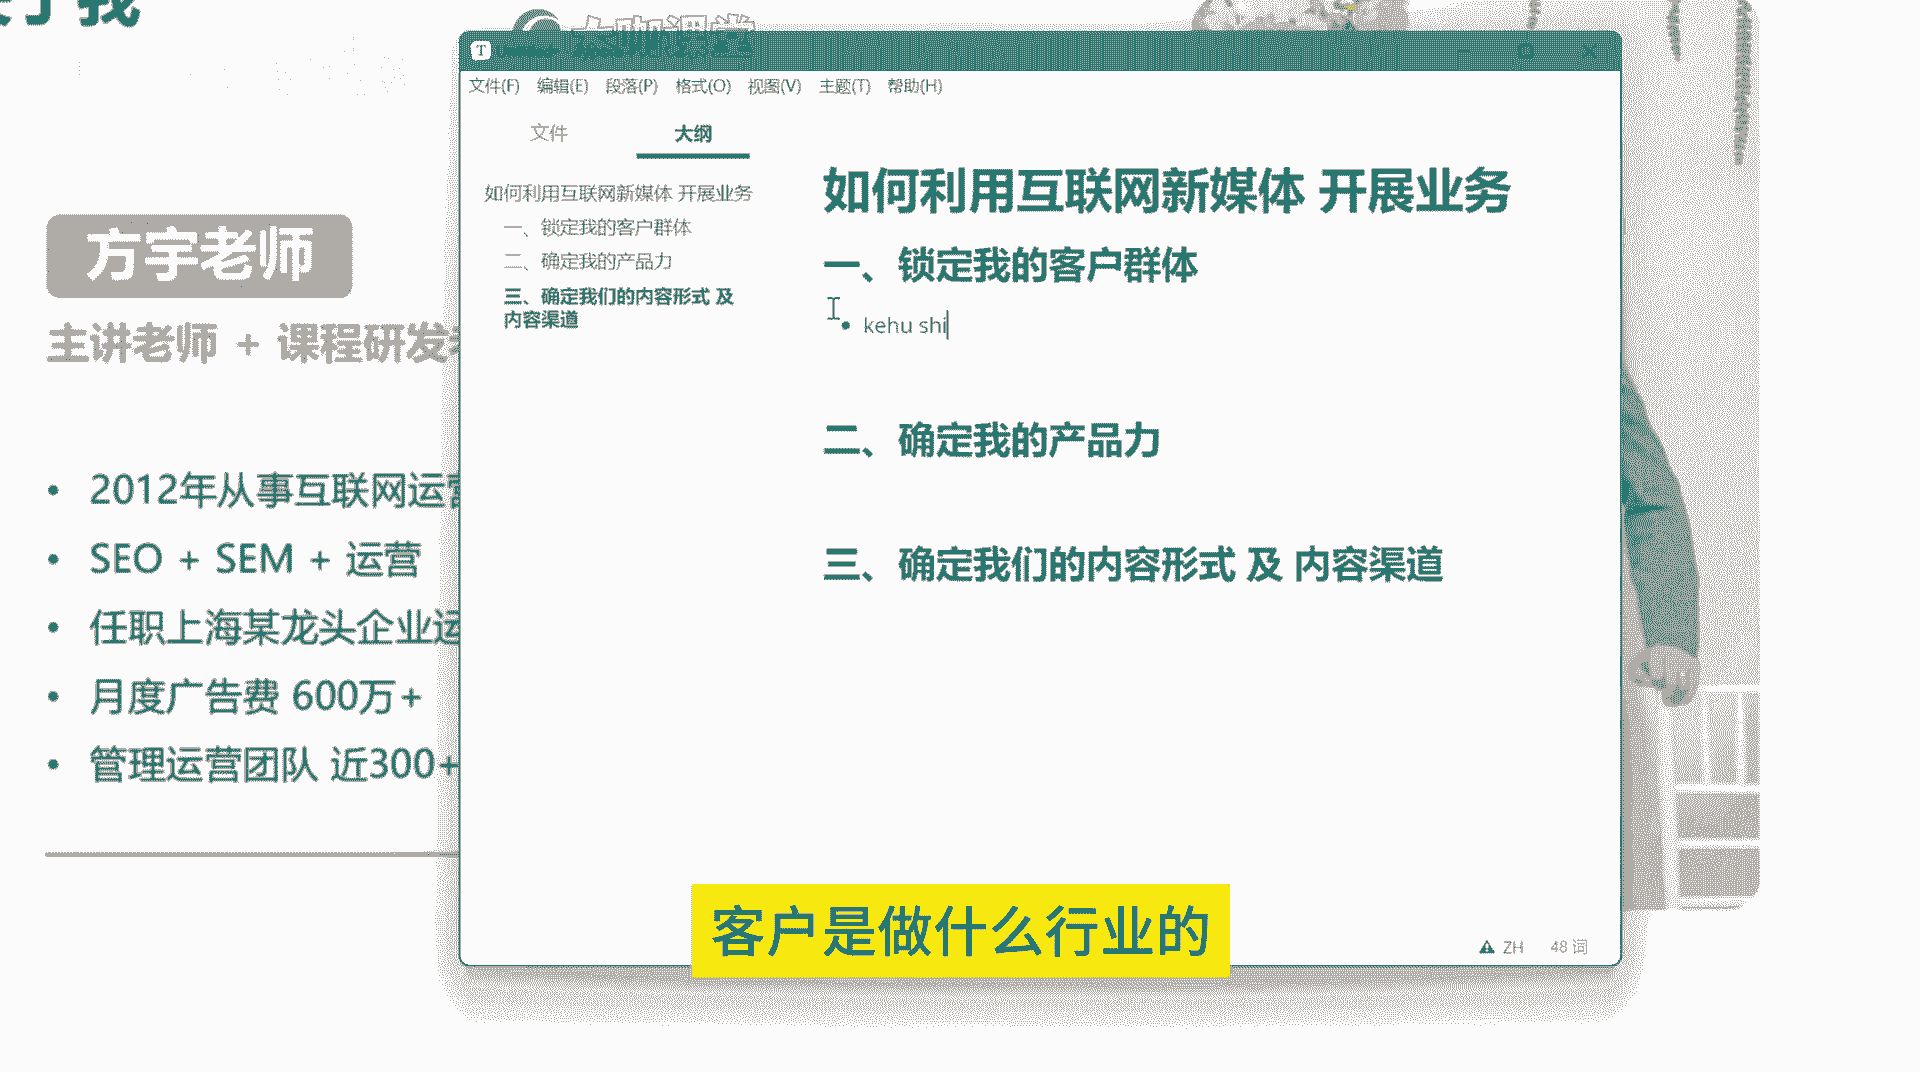 我
方宇老师
主讲老师 + 课程研发
2012年从事互联网运营
SEO + SEM + 运营
任职上海某龙头企业运
月度广告费 600万+
管理运营团队 近300+
T
文件(F) 编辑(E) 段落(P) 格式(O) 视图(V) 主题(T) 帮助(H)
文件 大纲
如何利用互联网新媒体 开展业务
一、锁定我的客户群体
二、确定我的产品力
三、确定我们的内容形式 及
内容渠道
如何利用互联网新媒体 开展业务
一、锁定我的客户群体
kehu shi
二、确定我的产品力
三、确定我们的内容形式 及 内容渠道
ZH 48 词
客户是做什么行业的